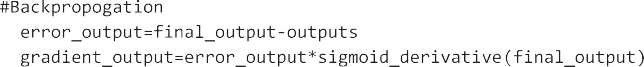 #Backpropogation
error_output=final_output-outputs
gradient_output=error_output*sigmoid_derivative(final_output)